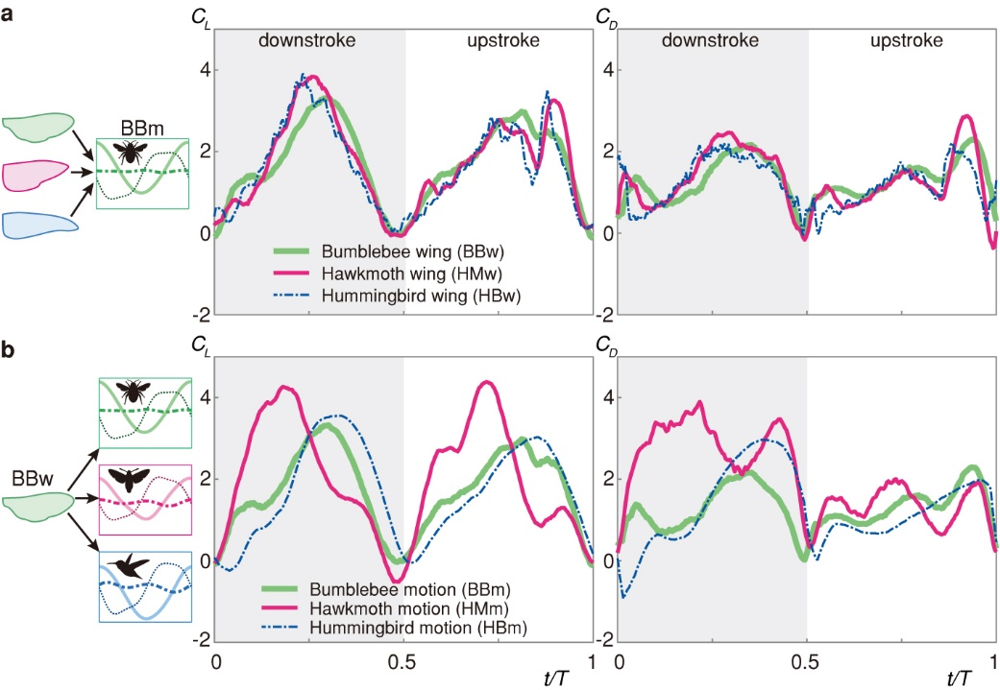 a
C_L
C_D
downstroke
upstroke
downstroke
upstroke
4
2
0
-2
4
2
0
-2
BBm
Bumblebee wing (BBw)
Hawkmoth wing (HMw)
Hummingbird wing (HBw)
b
C_L
C_D
4
2
0
-2
4
2
0
-2
BBw
Bumblebee motion (BBm)
Hawkmoth motion (HMm)
Hummingbird motion (HBm)
0
0.5
1
t/T
0
0.5
1
t/T